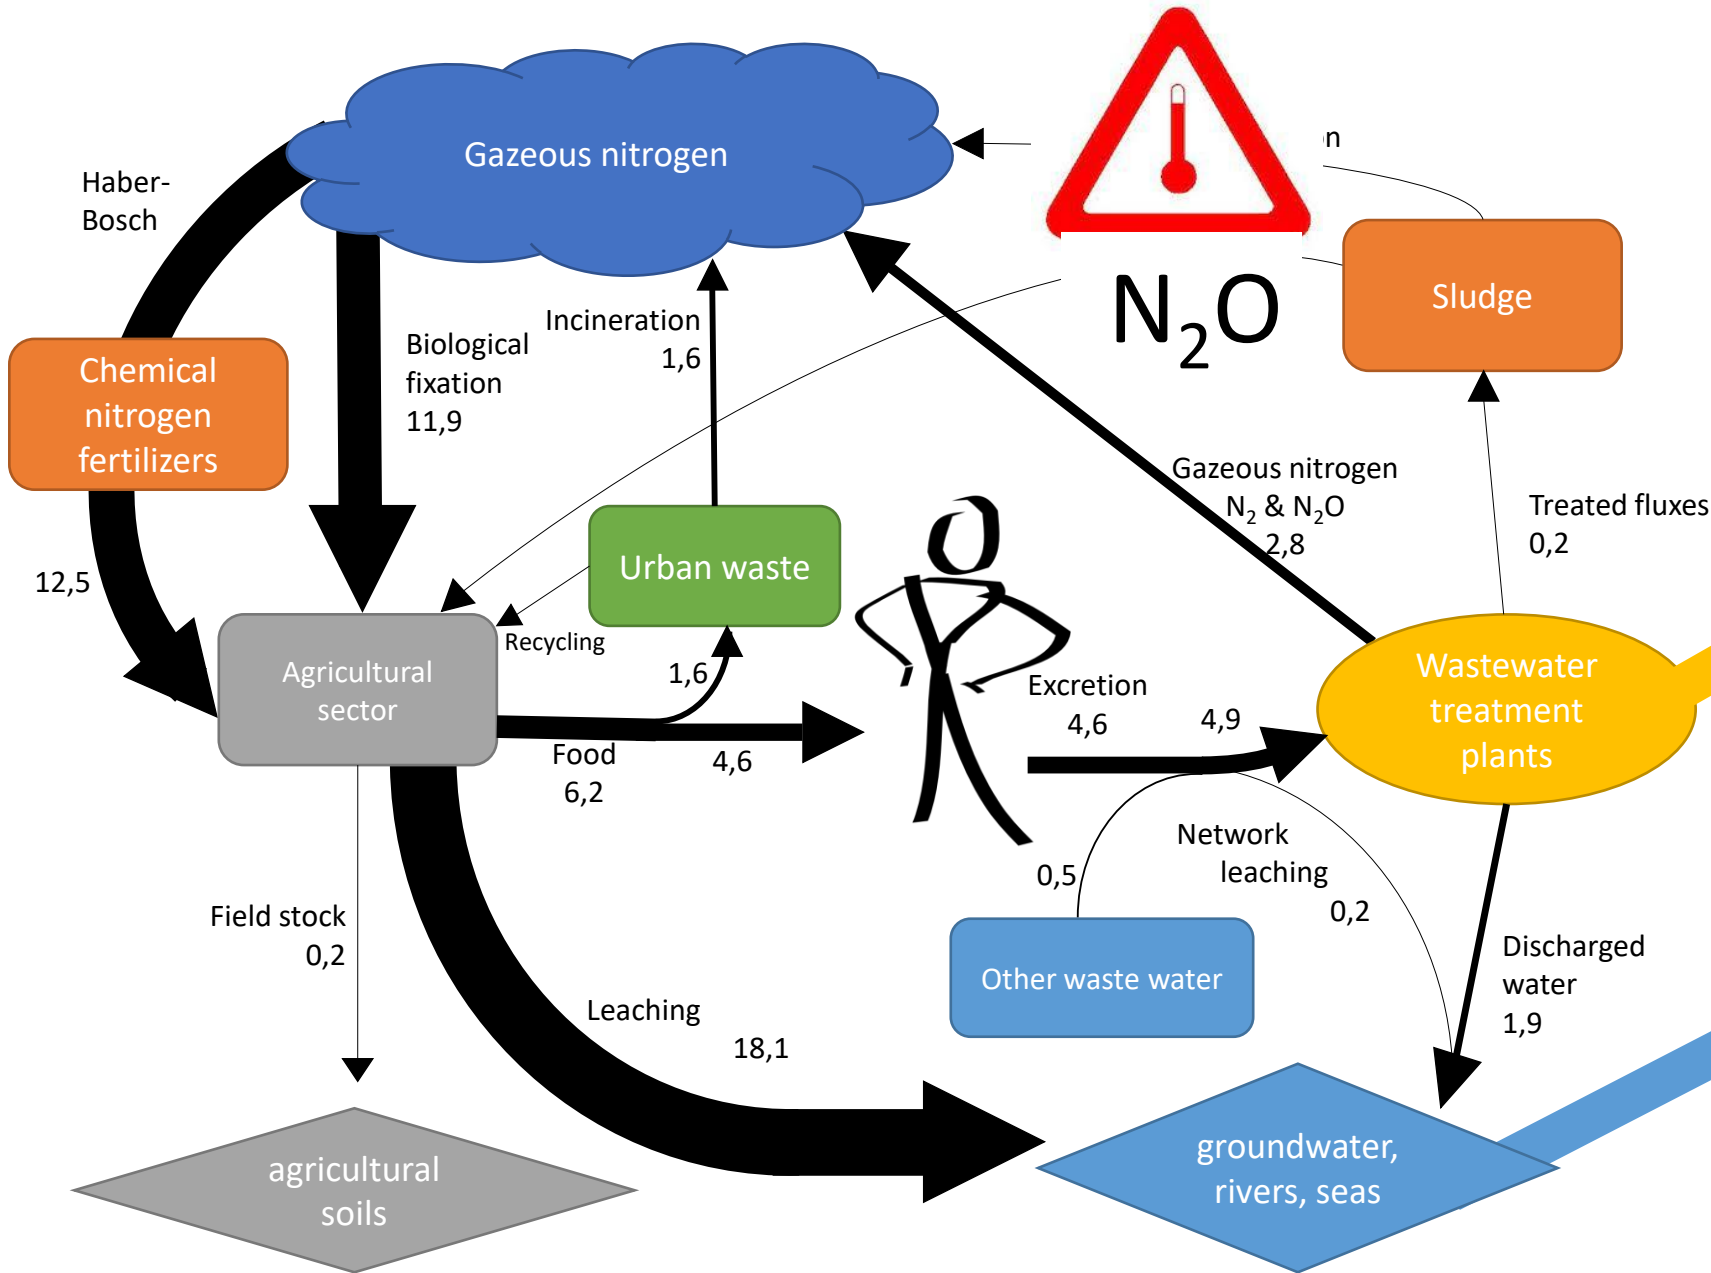 Gazeous nitrogen
Haber-
Bosch
N₂O
Sludge
Chemical
nitrogen
fertilizers
Biological
fixation
11,9
Incineration
1,6
Gazeous nitrogen
N₂ & N₂O
2,8
Treated fluxes
0,2
12,5
Urban waste
Recycling
Agricultural
sector
1,6
Food
6,2
4,6
Excretion
4,6
4,9
Wastewater
treatment
plants
Network
leaching
0,2
0,5
Other waste water
Field stock
0,2
Discharged
water
1,9
Leaching
18,1
agricultural
soils
groundwater,
rivers, seas